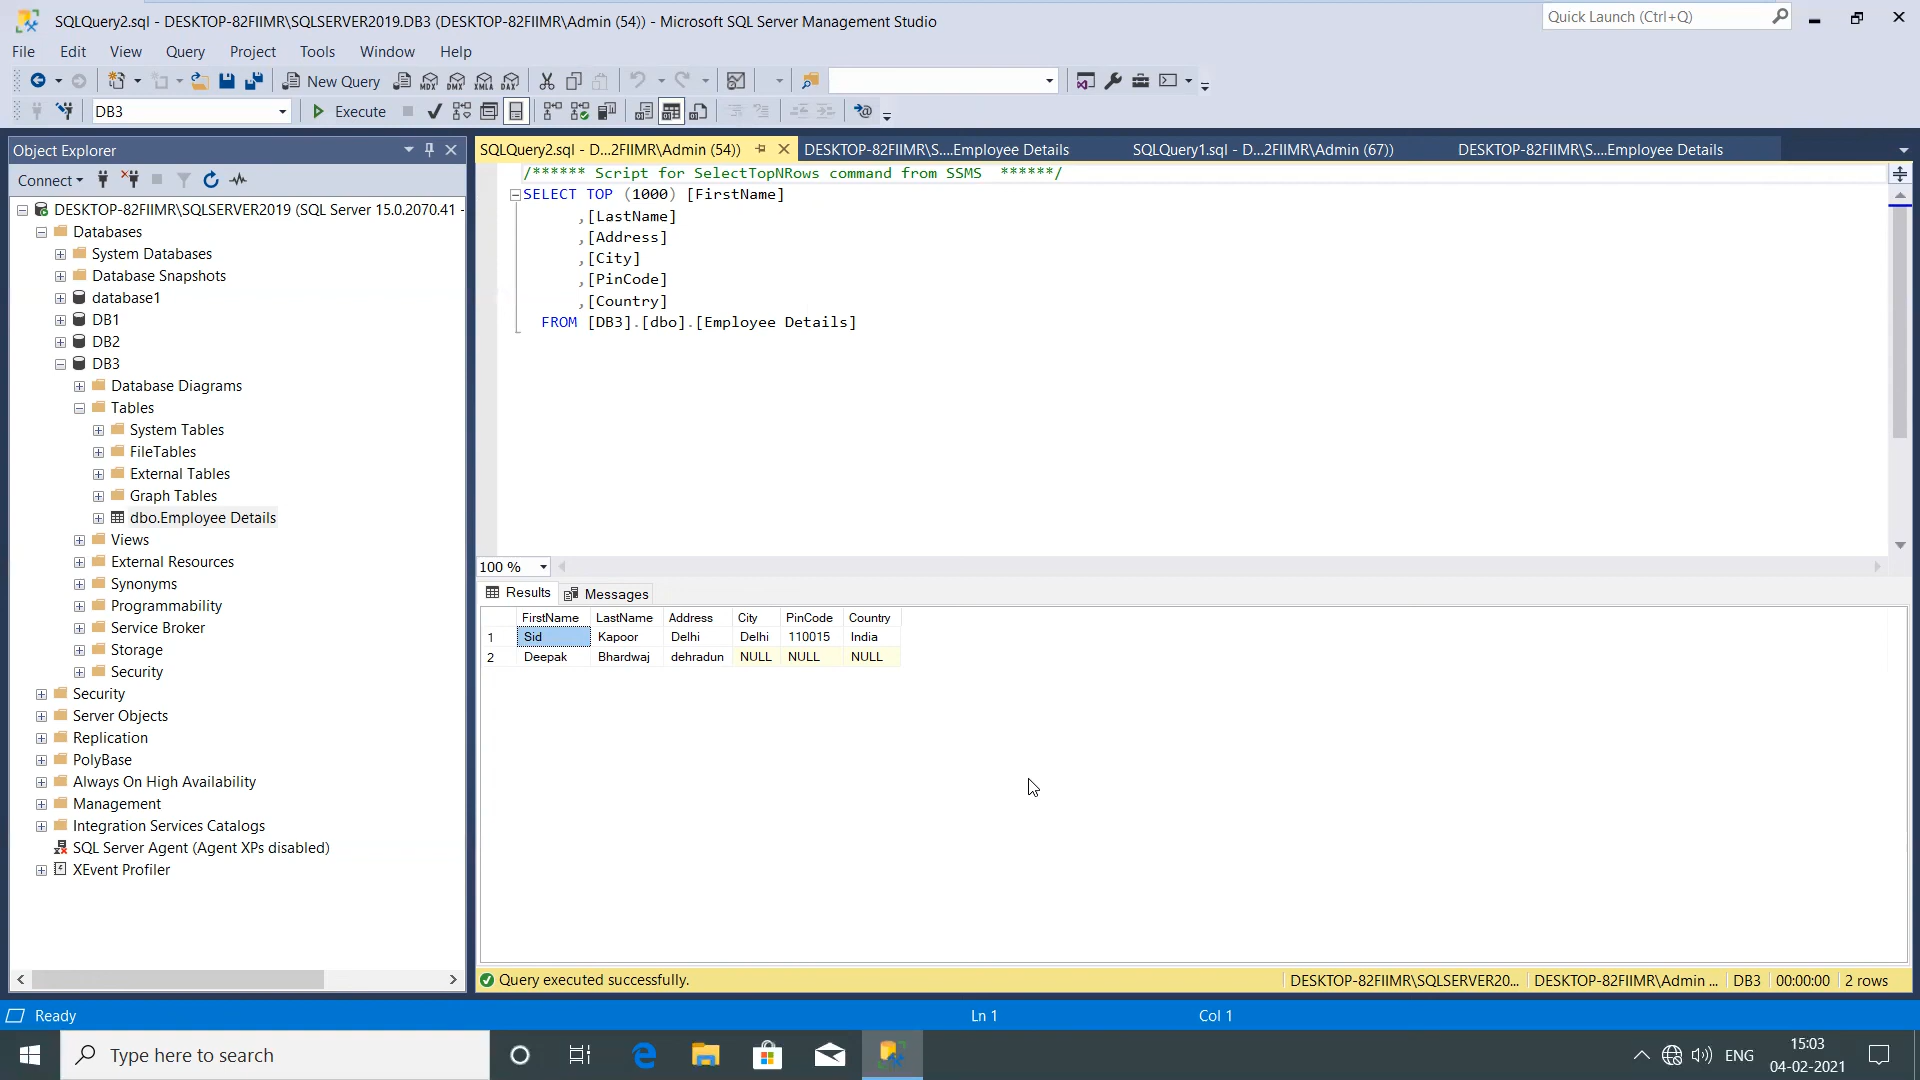 SQLQuery2.sql - DESKTOP-82FIIMR\SQLSERVER2019.DB3 (DESKTOP-82FIIMR\Admin (54)) - Microsoft SQL Server Management Studio
Quick Launch (Ctrl+Q)
File Edit View Query Project Tools Window Help
New Query MDX DMX XMLA DAX
DB3 Execute
Object Explorer
SQLQuery2.sql - D...2FIIMR\Admin (54)) DESKTOP-82FIIMR\S....Employee Details SQLQuery1.sql - D...2FIIMR\Admin (67)) DESKTOP-82FIIMR\S....Employee Details
Connect
DESKTOP-82FIIMR\SQLSERVER2019 (SQL Server 15.0.2070.41 -
Databases
System Databases
Database Snapshots
database1
DB1
DB2
DB3
Database Diagrams
Tables
System Tables
FileTables
External Tables
Graph Tables
dbo.Employee Details
Views
External Resources
Synonyms
Programmability
Service Broker
Storage
Security
Security
Server Objects
Replication
PolyBase
Always On High Availability
Management
Integration Services Catalogs
SQL Server Agent (Agent XPs disabled)
XEvent Profiler
/****** Script for SelectTopNRows command from SSMS ******/
SELECT TOP (1000) [FirstName]
,[LastName]
,[Address]
,[City]
,[PinCode]
,[Country]
FROM [DB3].[dbo].[Employee Details]
100 %
Results Messages
FirstName LastName Address City PinCode Country
1 Sid Kapoor Delhi Delhi 110015 India
2 Deepak Bhardwaj dehradun NULL NULL NULL
Query executed successfully. DESKTOP-82FIIMR\SQLSERVER20... DESKTOP-82FIIMR\Admin ... DB3 00:00:00 2 rows
Ready Ln 1 Col 1
Type here to search
ENG
15:03
04-02-2021